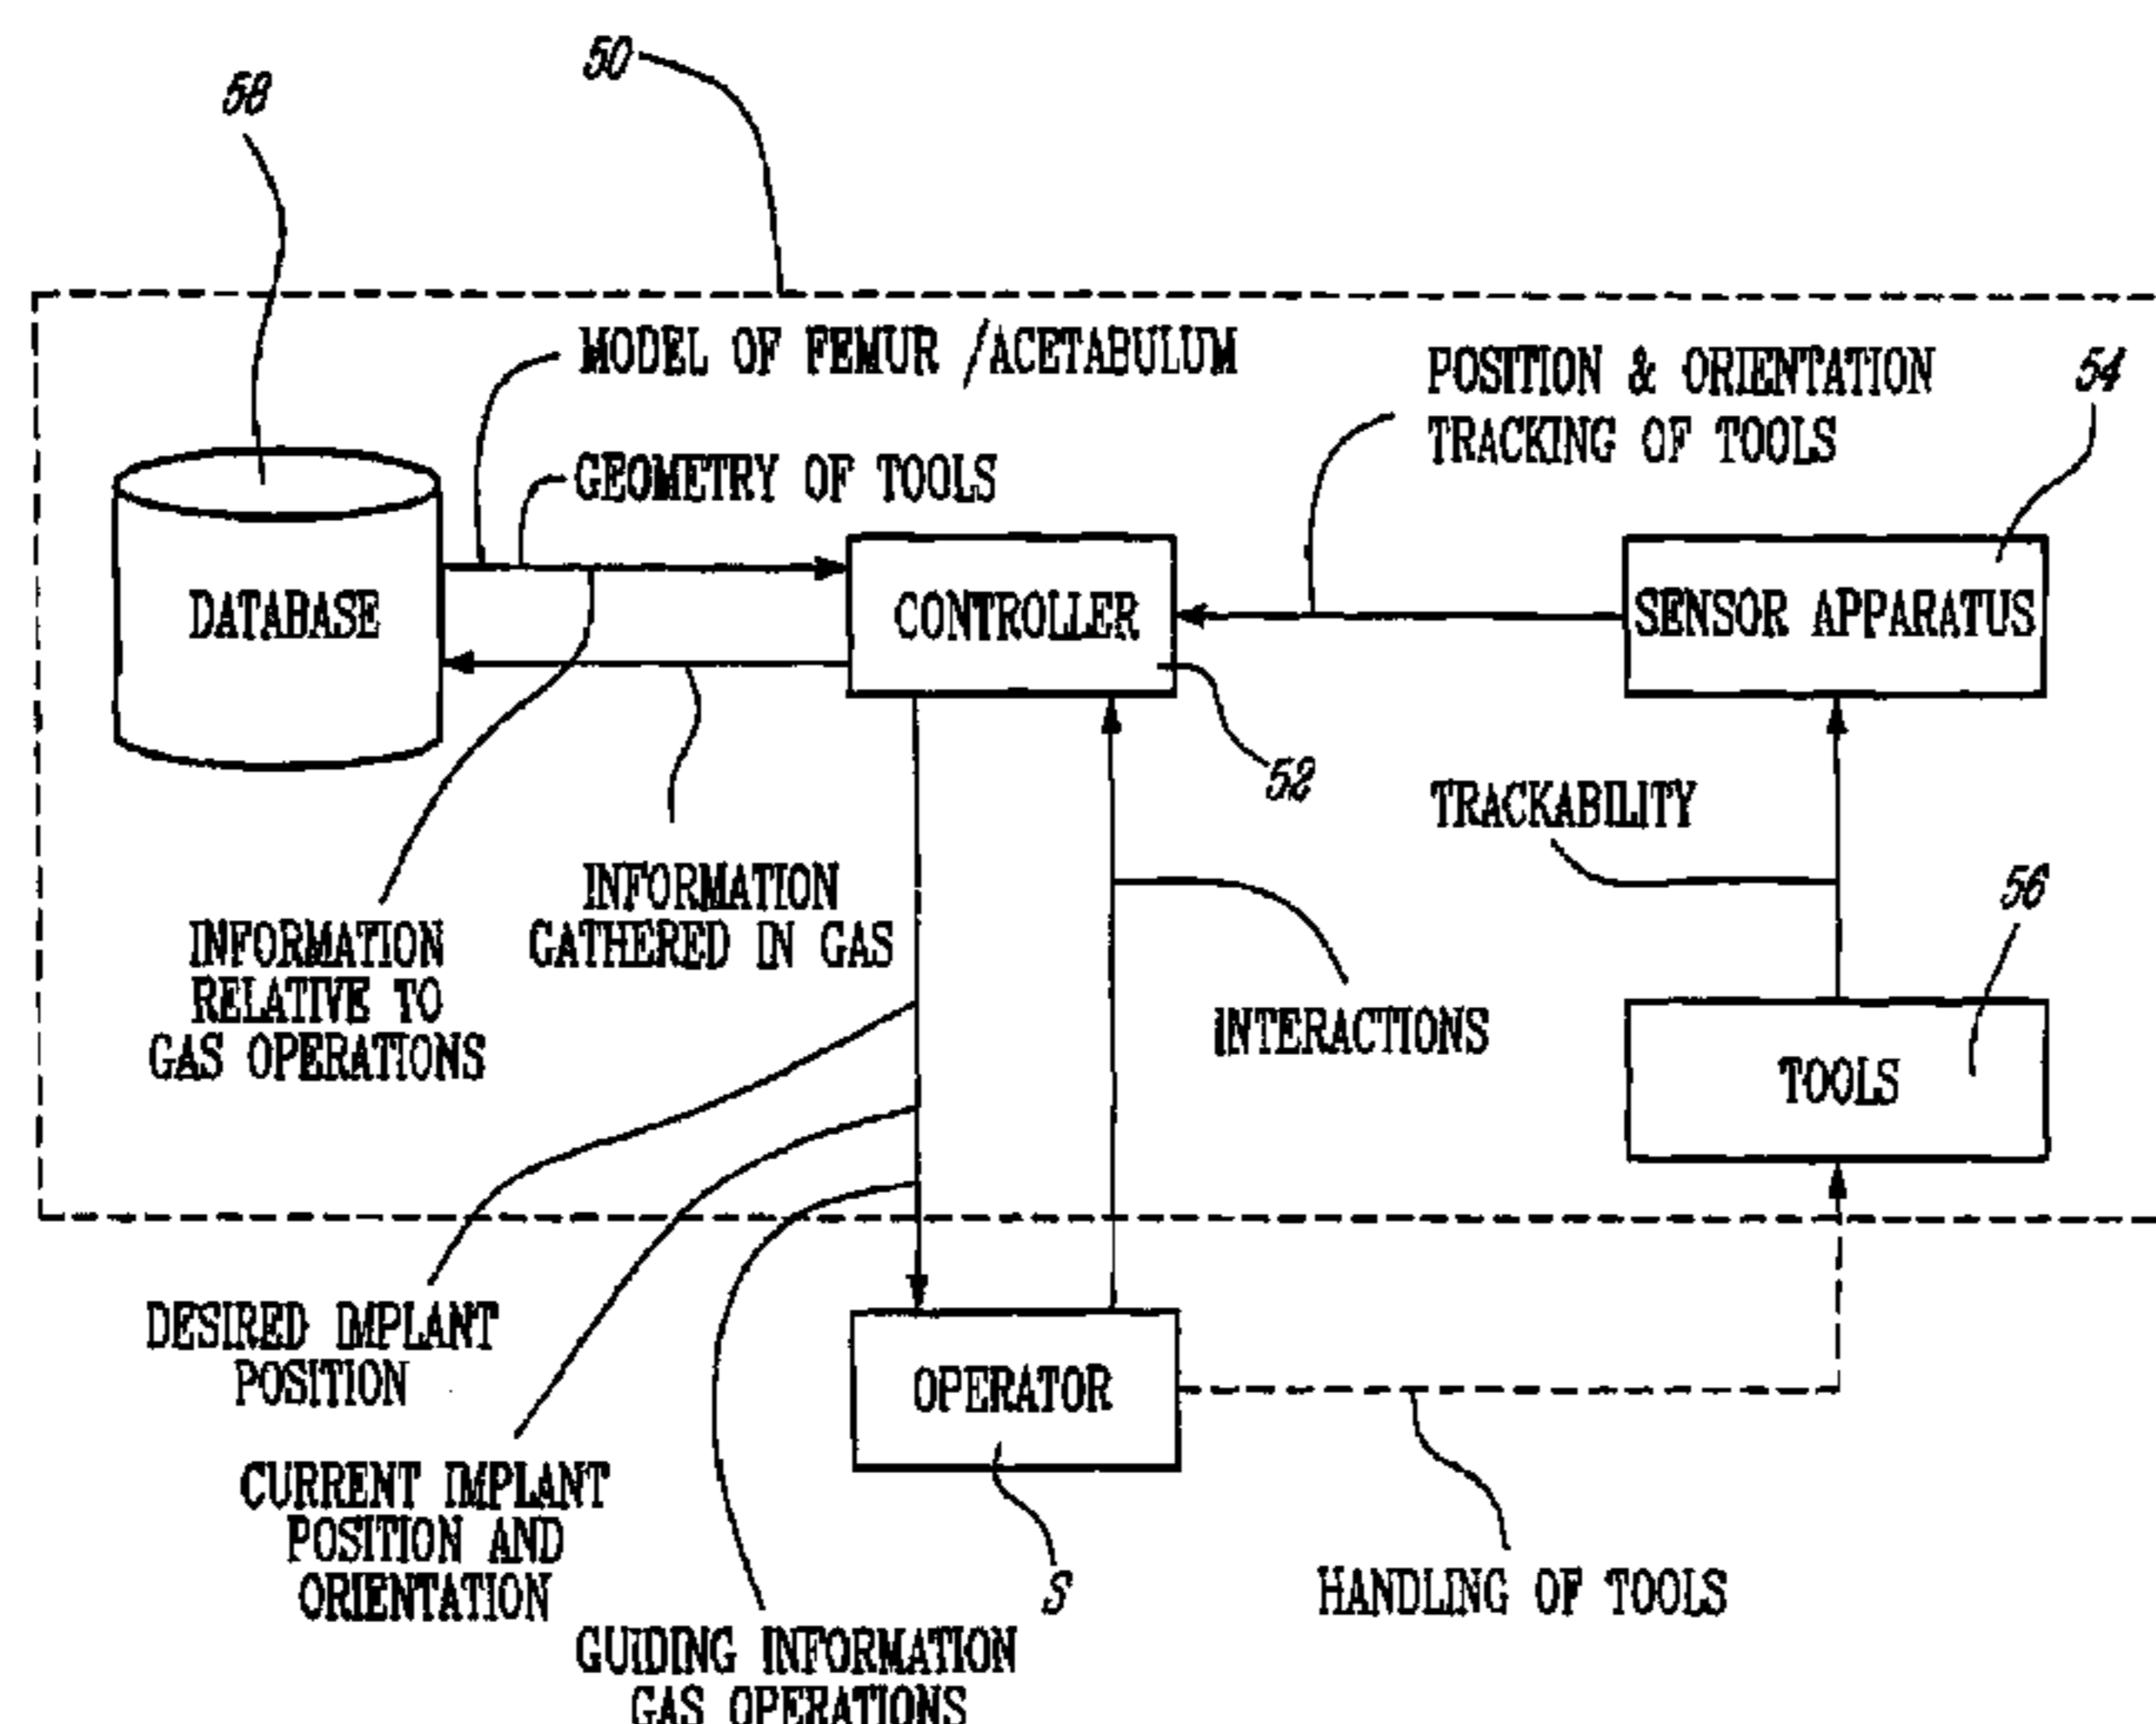 50
58
MODEL OF FEMUR /ACETABULUM
POSITION & ORIENTATION
TRACKING OF TOOLS
54
GEOMETRY OF TOOLS
DATABASE
CONTROLLER
SENSOR APPARATUS
52
TRACKABILITY
INFORMATION
GATHERED IN GAS
56
INFORMATION
RELATIVE TO
GAS OPERATIONS
INTERACTIONS
TOOLS
DESIRED IMPLANT
POSITION
OPERATOR
CURRENT IMPLANT
POSITION AND
ORIENTATION
S
HANDLING OF TOOLS
GUIDING INFORMATION
GAS OPERATIONS